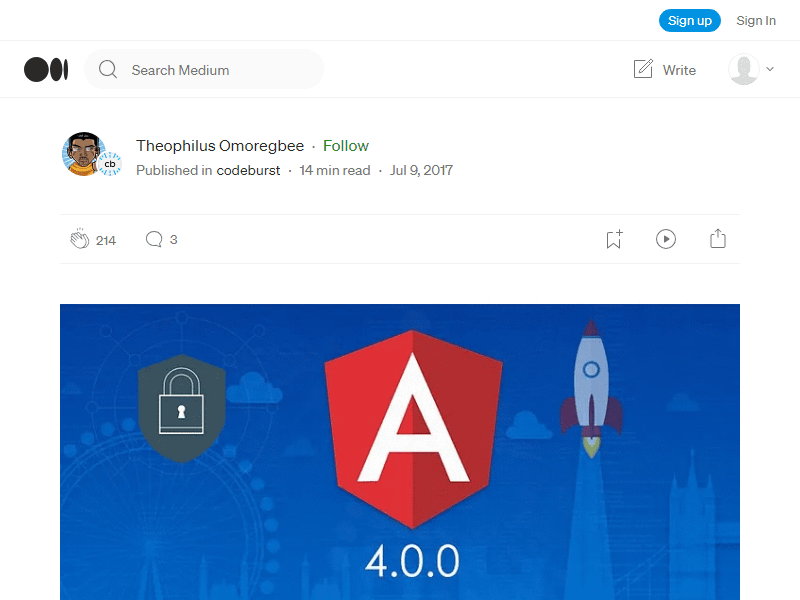 Sign up Sign In
Search Medium Write
Theophilus Omoregbee · Follow
cb
Published in codeburst · 14 min read · Jul 9, 2017
214 3
A
4.0.0